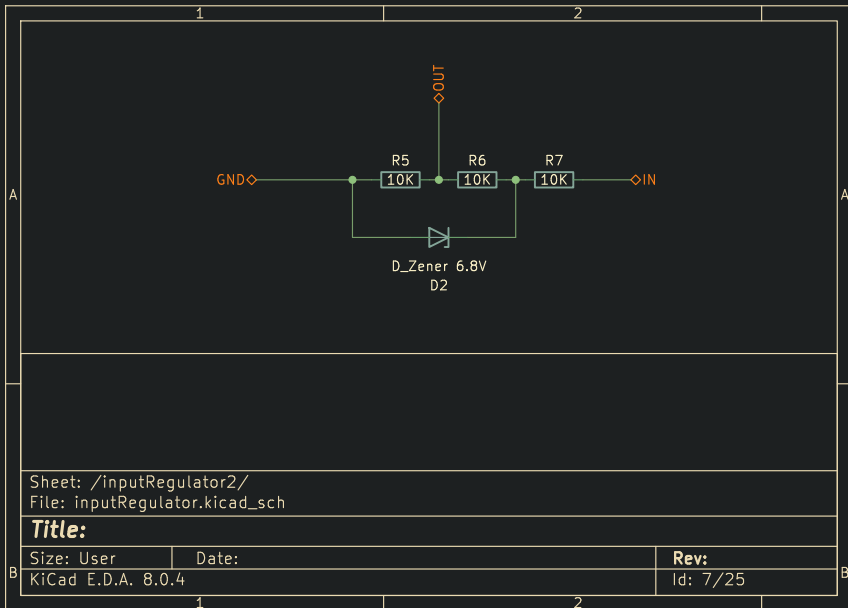 1 2
OUT
R5 R6 R7
GND 10K 10K 10K IN
A A
D_Zener 6.8V
D2
Sheet: /inputRegulator2/
File: inputRegulator.kicad_sch
Title:
Size: User Date: Rev:
B B
KiCad E.D.A. 8.0.4 Id: 7/25
1 2